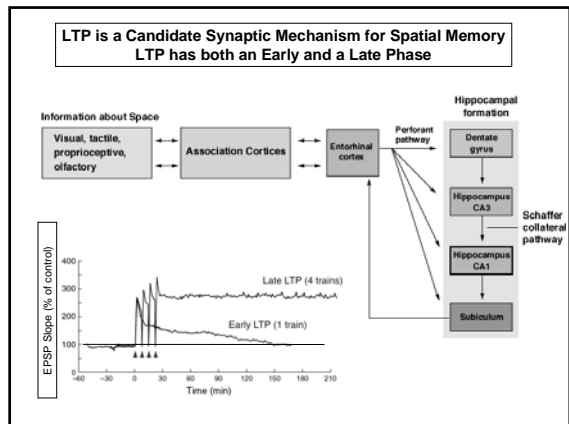 LTP is a Candidate Synaptic Mechanism for Spatial Memory
LTP has both an Early and a Late Phase
Information about Space
Visual, tactile,
proprioceptive,
olfactory
Association Cortices
Entorhinal
cortex
Perforant
pathway
Hippocampal
formation
Dentate
gyrus
Hippocampus
CA3
Schaffer
collateral
pathway
Hippocampus
CA1
Subiculum
EPSP Slope (% of control)
400
300
200
100
0
Late LTP (4 trains)
Early LTP (1 train)
–60 –30 0 30 60 90 120 150 180 210
Time (min)